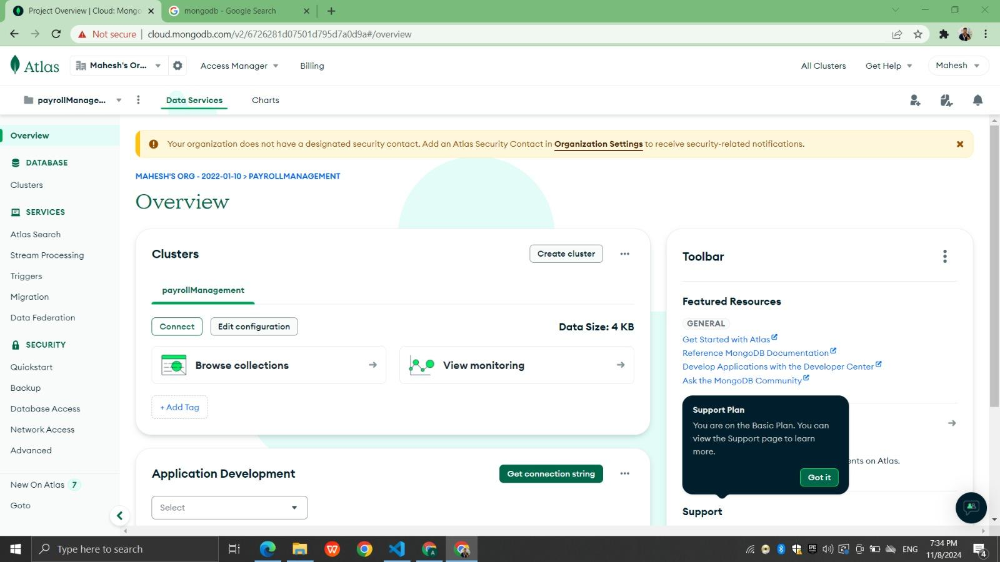 Project Overview | Cloud: Mongo
mongodb - Google Search
Not secure
cloud.mongodb.com/v2/6726281d07501d795d7a0d9a#/overview
Atlas
Mahesh's Or...
Access Manager
Billing
All Clusters
Get Help
Mahesh
payrollManage...
Data Services
Charts
Overview
DATABASE
Clusters
SERVICES
Atlas Search
Stream Processing
Triggers
Migration
Data Federation
SECURITY
Quickstart
Backup
Database Access
Network Access
Advanced
New On Atlas 7
Goto
Your organization does not have a designated security contact. Add an Atlas Security Contact in Organization Settings to receive security-related notifications.
MAHESH'S ORG - 2022-01-10 > PAYROLLMANAGEMENT
Overview
Clusters
Create cluster
payrollManagement
Connect
Edit configuration
Data Size: 4 KB
Browse collections
View monitoring
+ Add Tag
Application Development
Get connection string
Select
Toolbar
Featured Resources
GENERAL
Get Started with Atlas
Reference MongoDB Documentation
Develop Applications with the Developer Center
Ask the MongoDB Community
Support Plan
You are on the Basic Plan. You can
view the Support page to learn
more.
Got it
ents on Atlas.
Support
Type here to search
ENG
7:34 PM
11/8/2024
4